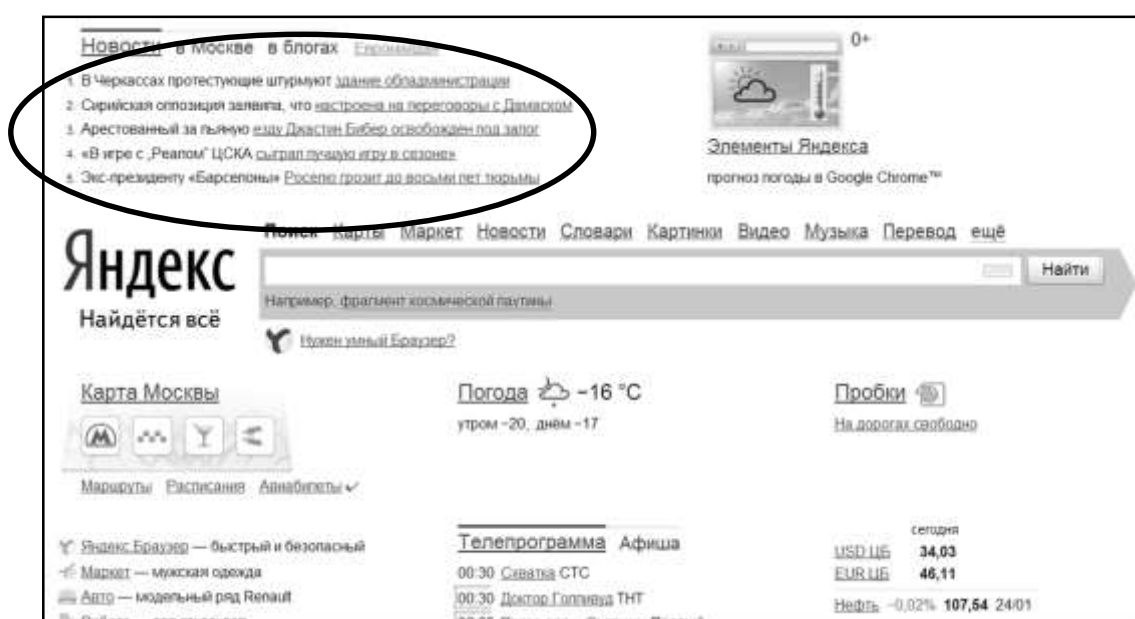 Новости в Москве в блогах
1. В Черкассах протестующие штурмуют здание обладминистрации
2. Сирийская оппозиция заявила, что настроена на переговоры с Дамаском
3. Арестованный за пьяную езду Джастин Бибер освобожден под залог
4. «В игре с „Реалом" ЦСКА сыграл лучшую игру в сезоне»
5. Экс-президенту «Барселоны» Роселю грозит до восьми лет тюрьмы
0+
Элементы Яндекса
прогноз погоды в Google Chrome™
Поиск Карты Маркет Новости Словари Картинки Видео Музыка Перевод ещё
Яндекс
Найдётся всё
Найти
Например, фрагмент космической паутины
Нужен умный Браузер?
Карта Москвы
Маршруты Расписания Авиабилеты
Погода −16 °C
утром −20, днём −17
Пробки
На дорогах свободно
Яндекс.Браузер — быстрый и безопасный
Маркет — мужская одежда
Авто — модельный ряд Renault
Телепрограмма Афиша
00:30 Схватка СТС
00:30 Доктор Голливуд ТНТ
сегодня
USD ЦБ 34,03
EUR ЦБ 46,11
Нефть −0,02% 107,54 24/01